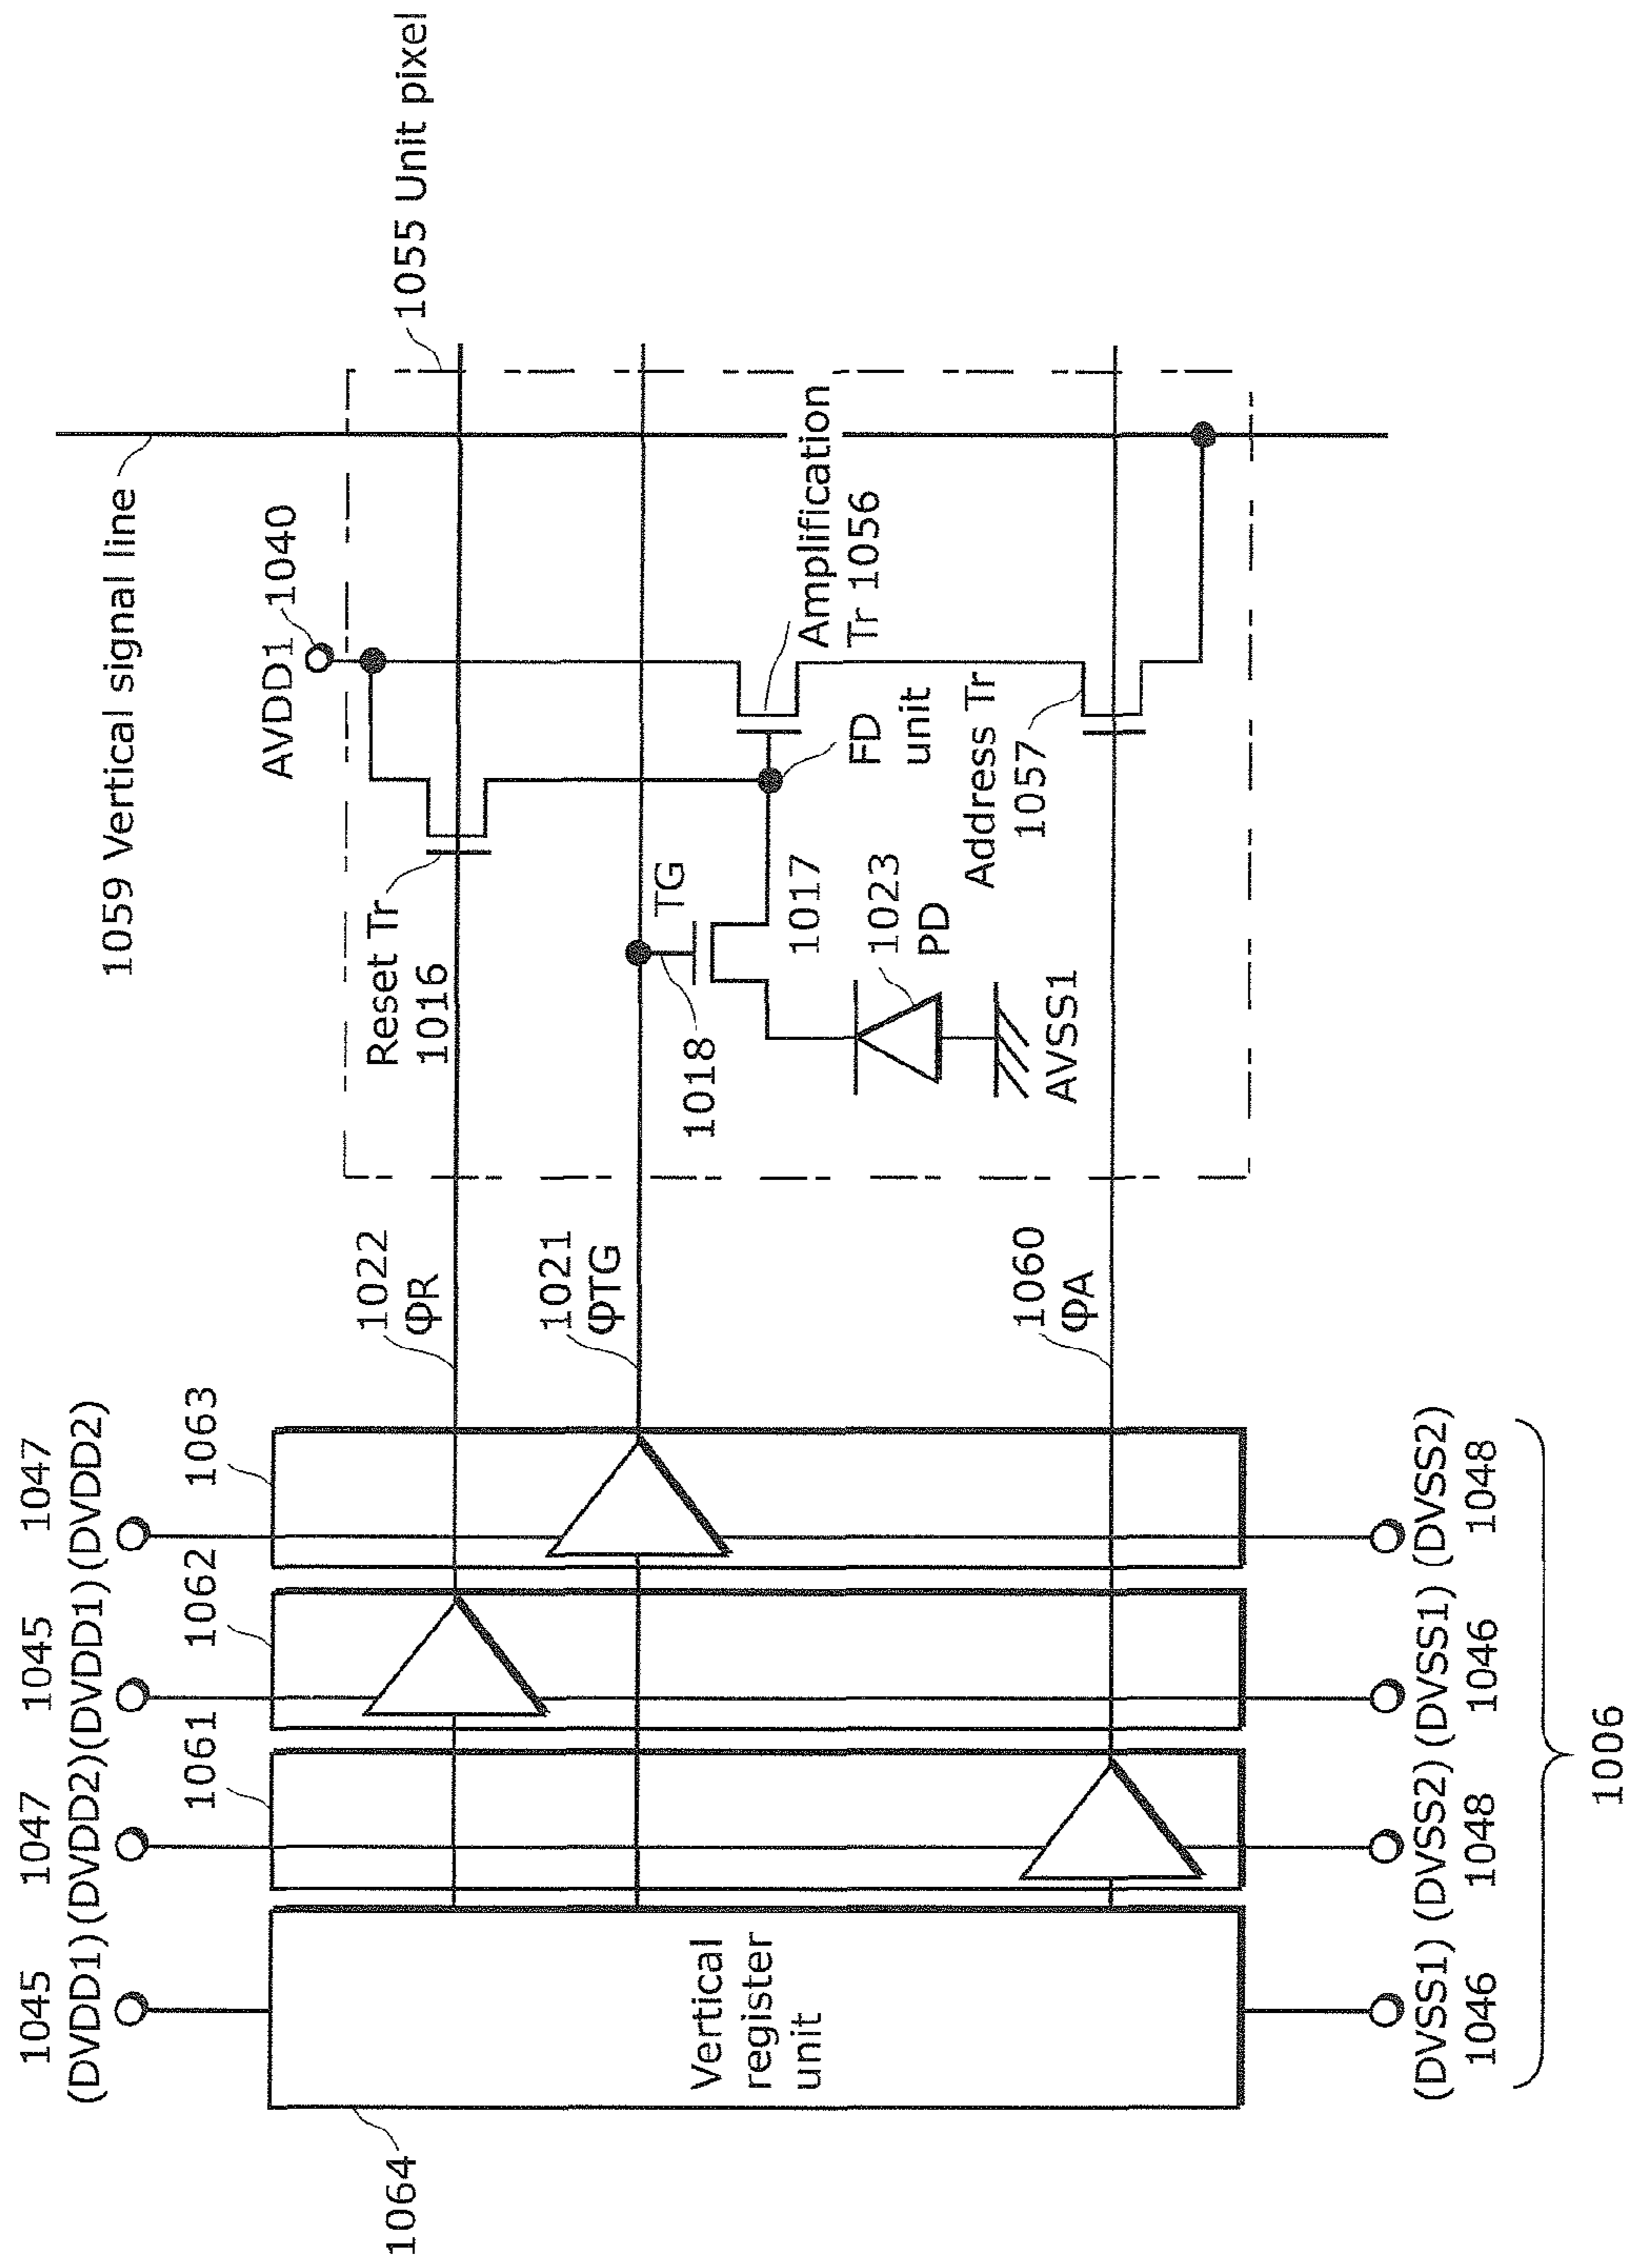 1045
1047
1045
1047
(DVDD1)
(DVDD2)
(DVDD1)
(DVDD2)
1059 Vertical signal line
1064
1061
1062
1063
AVDD1
1040
1055 Unit pixel
1022
φR
Reset Tr
1016
1021
φTG
1018
TG
Vertical
register
unit
1017
Amplification
Tr 1056
1023
PD
FD
unit
Address Tr
1057
1060
φA
AVSS1
(DVSS1)
(DVSS2)
(DVSS1)
(DVSS2)
1046
1048
1046
1048
1006